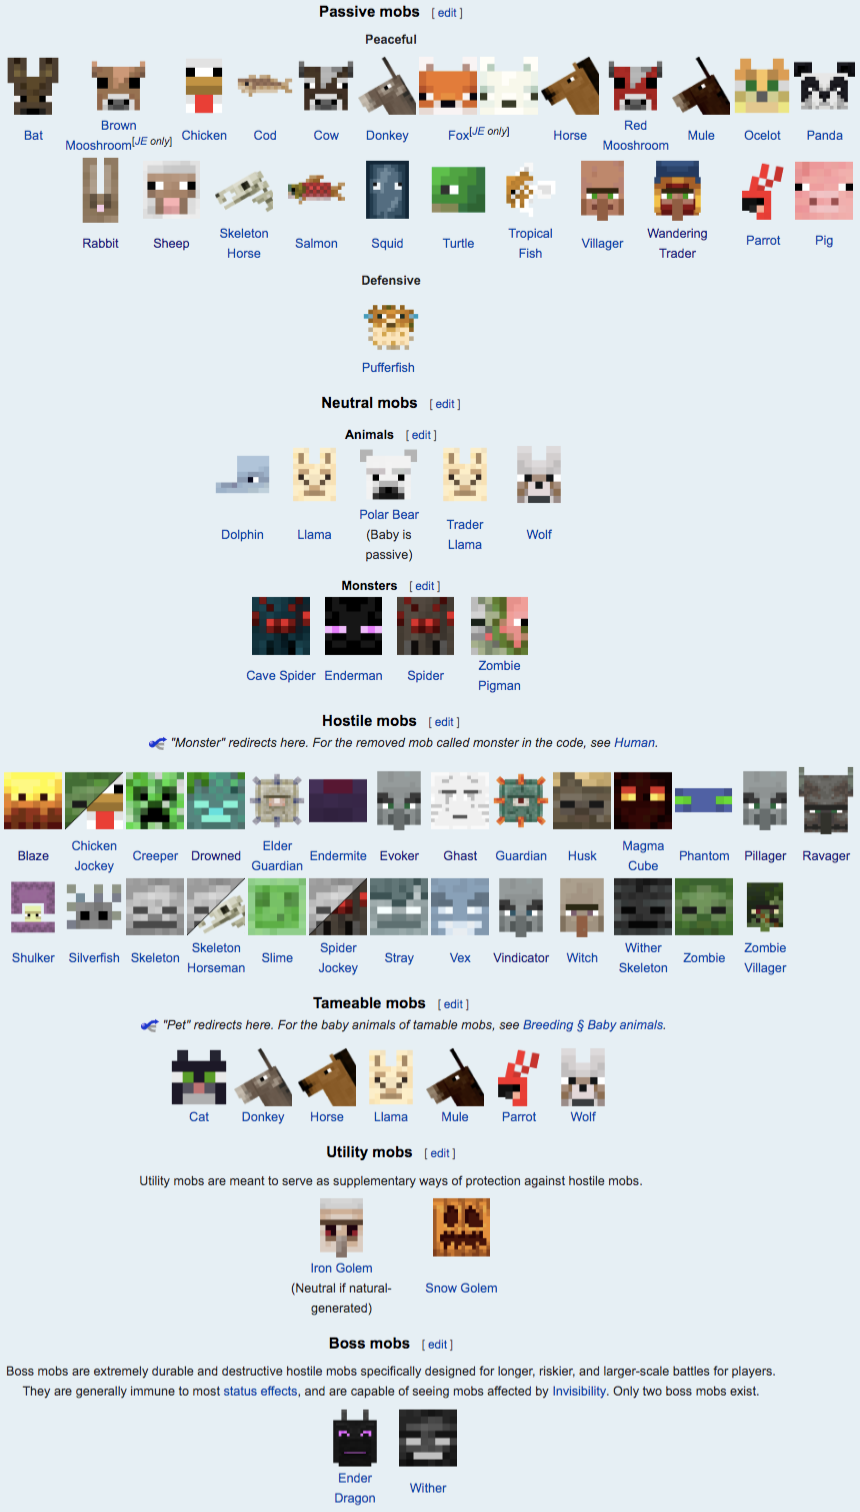 Passive mobs [ edit ]
Peaceful
Bat
Brown
Mooshroom[JE only]
Chicken
Cod
Cow
Donkey
Fox[JE only]
Horse
Red
Mooshroom
Mule
Ocelot
Panda
Rabbit
Sheep
Skeleton
Horse
Salmon
Squid
Turtle
Tropical
Fish
Villager
Wandering
Trader
Parrot
Pig
Defensive
Pufferfish
Neutral mobs [ edit ]
Animals [ edit ]
Dolphin
Llama
Polar Bear
(Baby is
passive)
Trader
Llama
Wolf
Monsters [ edit ]
Cave Spider
Enderman
Spider
Zombie
Pigman
Hostile mobs [ edit ]
"Monster" redirects here. For the removed mob called monster in the code, see Human.
Blaze
Chicken
Jockey
Creeper
Drowned
Elder
Guardian
Endermite
Evoker
Ghast
Guardian
Husk
Magma
Cube
Phantom
Pillager
Ravager
Shulker
Silverfish
Skeleton
Skeleton
Horseman
Slime
Spider
Jockey
Stray
Vex
Vindicator
Witch
Wither
Skeleton
Zombie
Zombie
Villager
Tameable mobs [ edit ]
"Pet" redirects here. For the baby animals of tamable mobs, see Breeding § Baby animals.
Cat
Donkey
Horse
Llama
Mule
Parrot
Wolf
Utility mobs [ edit ]
Utility mobs are meant to serve as supplementary ways of protection against hostile mobs.
Iron Golem
(Neutral if natural-
generated)
Snow Golem
Boss mobs [ edit ]
Boss mobs are extremely durable and destructive hostile mobs specifically designed for longer, riskier, and larger-scale battles for players.
They are generally immune to most status effects, and are capable of seeing mobs affected by Invisibility. Only two boss mobs exist.
Ender
Dragon
Wither